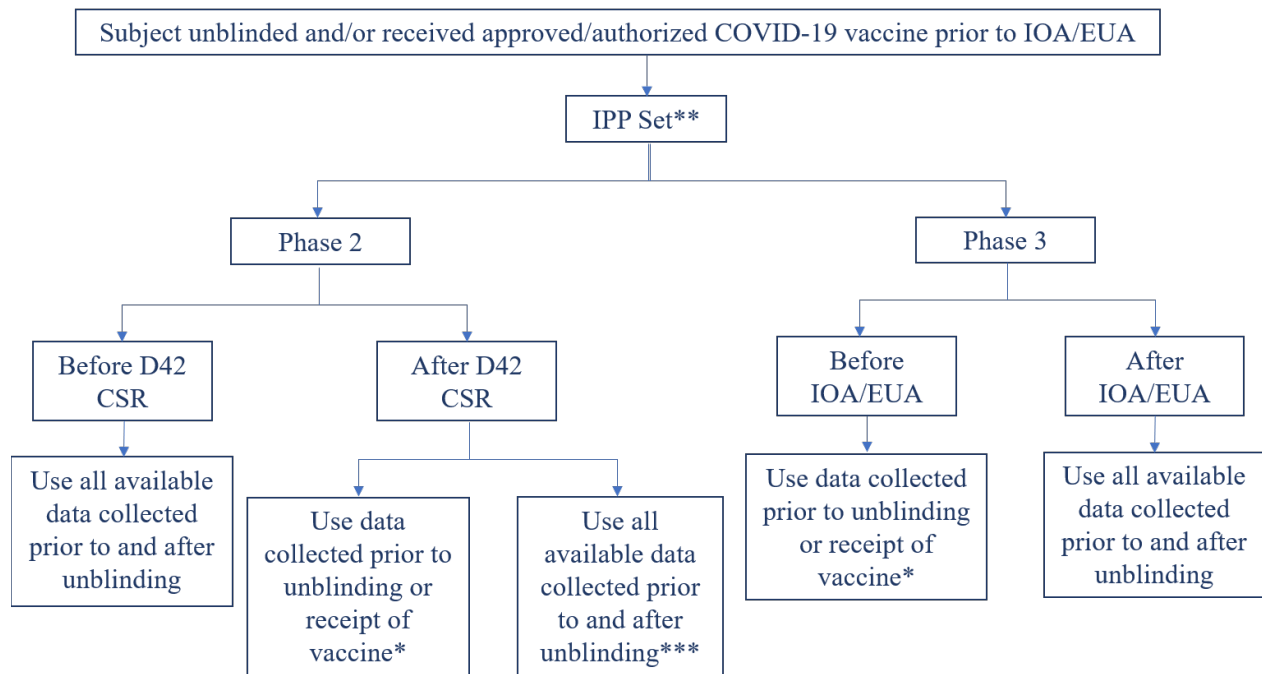 Subject unblinded and/or received approved/authorized COVID-19 vaccine prior to IOA/EUA
IPP Set**
Phase 2
Phase 3
Before D42
CSR
After D42
CSR
Before
IOA/EUA
After
IOA/EUA
Use all available
data collected
prior to and after
unblinding
Use data
collected prior to
unblinding or
receipt of
vaccine*
Use all
available data
collected prior
to and after
unblinding***
Use data collected
prior to unblinding
or receipt of
vaccine*
Use all available
data collected
prior to and after
unblinding